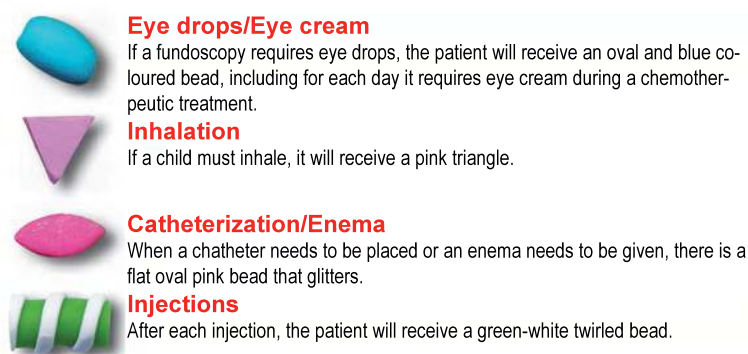 Eye drops/Eye cream
If a fundoscopy requires eye drops, the patient will receive an oval and blue co-
loured bead, including for each day it requires eye cream during a chemother-
peutic treatment.
Inhalation
If a child must inhale, it will receive a pink triangle.
Catheterization/Enema
When a chatheter needs to be placed or an enema needs to be given, there is a
flat oval pink bead that glitters.
Injections
After each injection, the patient will receive a green-white twirled bead.